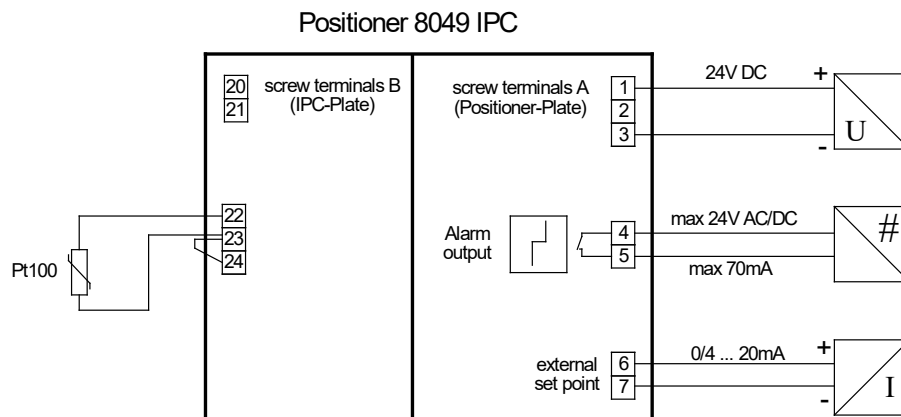 Positioner 8049 IPC
20
21
screw terminals B
(IPC-Plate)
screw terminals A
(Positioner-Plate)
1
2
3
24V DC
+
U
-
Pt100
22
23
24
Alarm
output
4
5
max 24V AC/DC
max 70mA
#
external
set point
6
7
0/4 ... 20mA
+
I
-